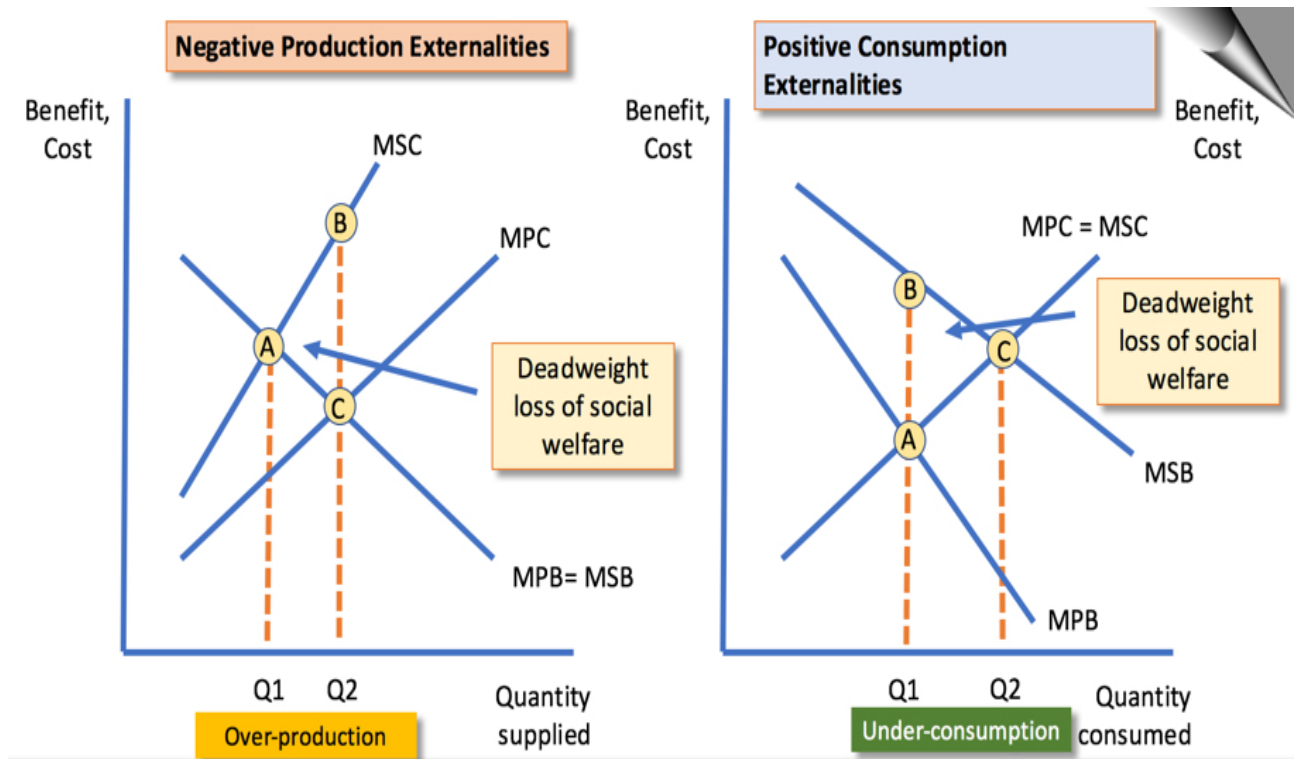 Negative Production Externalities
Benefit,
Cost
MSC
B
MPC
A
Deadweight
loss of social
welfare
C
MPB= MSB
Q1
Q2
Quantity
supplied
Over-production
Positive Consumption
Externalities
Benefit,
Cost
Benefit,
Cost
MPC = MSC
B
Deadweight
loss of social
welfare
C
A
MSB
MPB
Q1
Q2
Quantity
consumed
Under-consumption